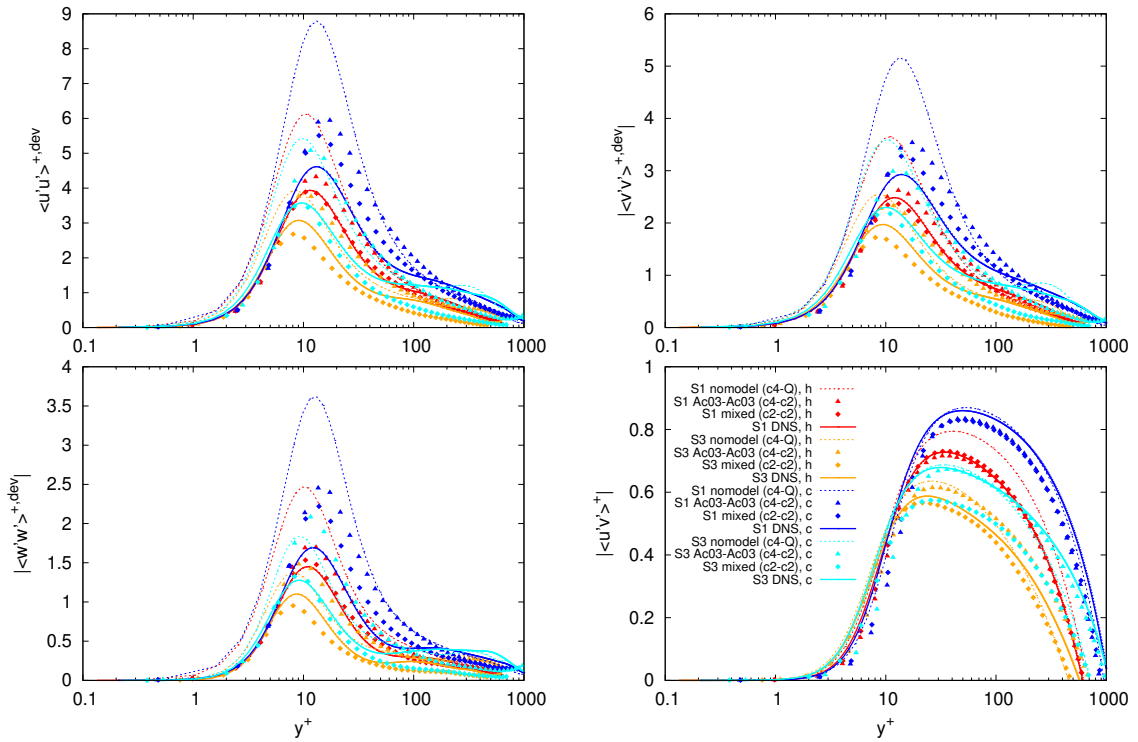 9
8
7
6
5
4
3
2
1
0
0.1 1 10 100 1000
<u'u'>+,dev
6
5
4
3
2
1
0
0.1 1 10 100 1000
|<v'v'>+,dev|
4
3.5
3
2.5
2
1.5
1
0.5
0
0.1 1 10 100 1000
|<w'w'>+,dev|
y+
1
0.8
0.6
0.4
0.2
0
0.1 1 10 100 1000
|<u'v'>+|
y+
S1 nomodel (c4-Q), h
S1 Ac03-Ac03 (c4-c2), h
S1 mixed (c2-c2), h
S1 DNS, h
S3 nomodel (c4-Q), h
S3 Ac03-Ac03 (c4-c2), h
S3 mixed (c2-c2), h
S3 DNS, h
S1 nomodel (c4-Q), c
S1 Ac03-Ac03 (c4-c2), c
S1 mixed (c2-c2), c
S1 DNS, c
S3 nomodel (c4-Q), c
S3 Ac03-Ac03 (c4-c2), c
S3 mixed (c2-c2), c
S3 DNS, c